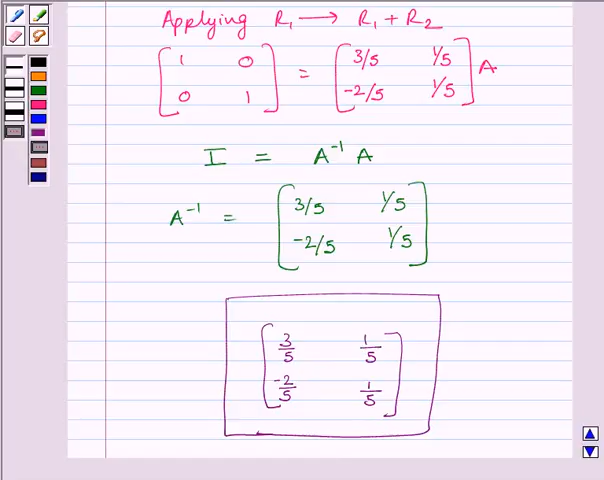 Applying R₁ → R₁ + R₂
[1 0
0 1] = [3/5 1/5
-2/5 1/5] A
I = A⁻¹ A
A⁻¹ = [3/5 1/5
-2/5 1/5]
[3/5 1/5
-2/5 1/5]